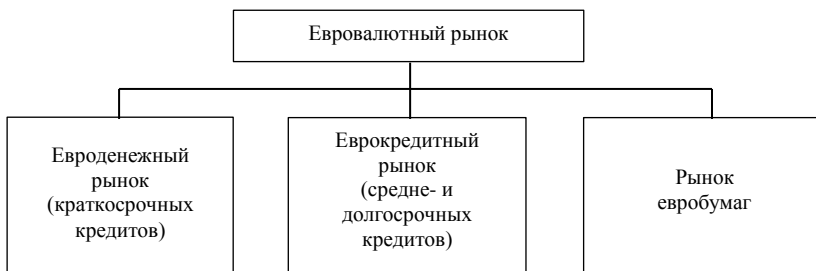 Евровалютный рынок
Евроденежный
рынок
(краткосрочных
кредитов)
Еврокредитный
рынок
(средне- и
долгосрочных
кредитов)
Рынок
евробумаг